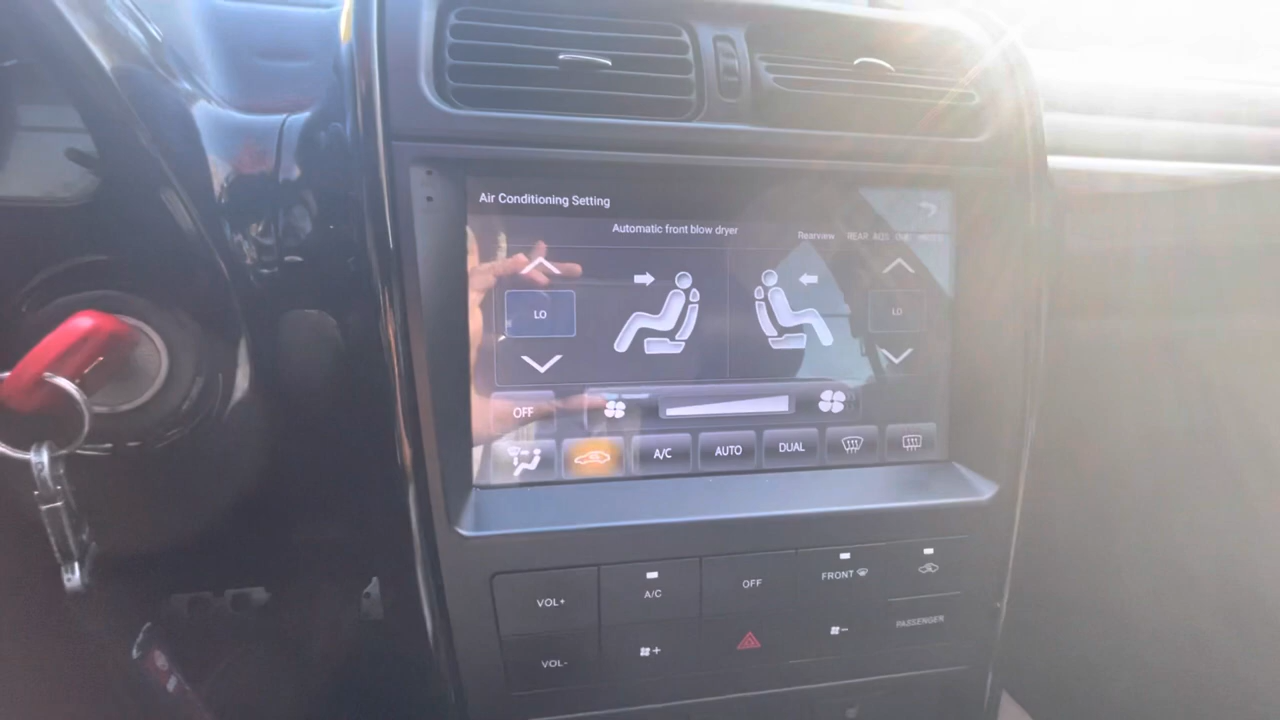 Air Conditioning Setting
Automatic front blow dryer
Rearview
LO
LO
OFF
A/C
AUTO
DUAL
VOL+
A/C
OFF
FRONT
VOL-
PASSENGER